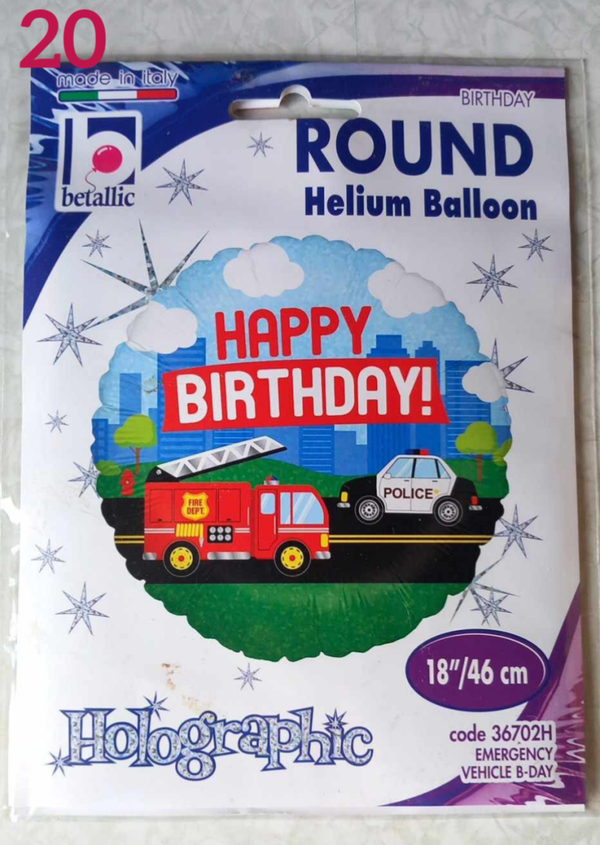 20
made in italy
betallic
BIRTHDAY
ROUND
Helium Balloon
HAPPY
BIRTHDAY!
FIRE
DEPT.
POLICE
18"/46 cm
Holographic
code 36702H
EMERGENCY
VEHICLE B-DAY